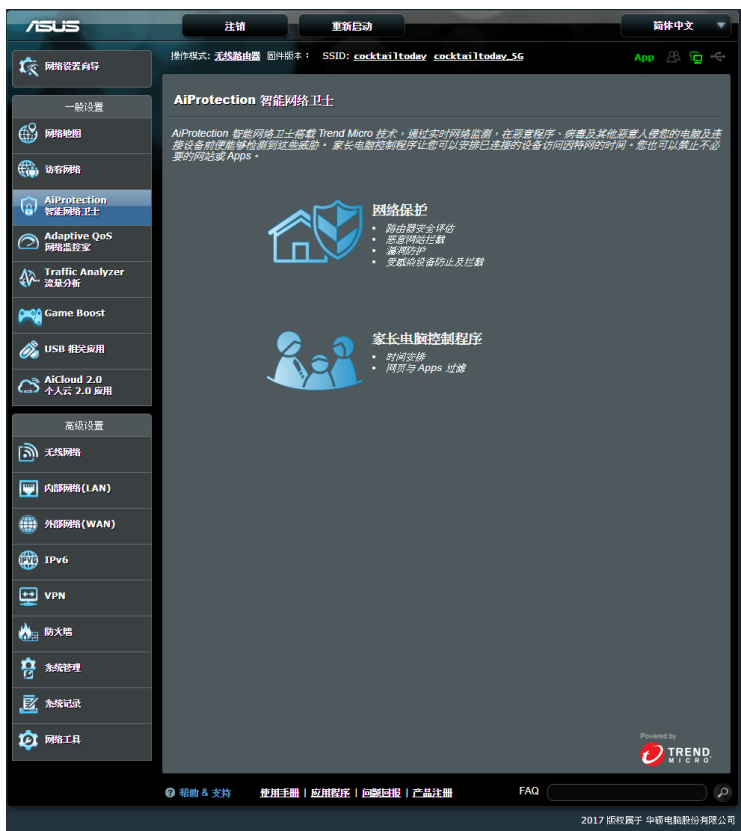 ASUS
注销
重新启动
简体中文
操作模式: 无线路由器 固件版本： SSID: cocktailtoday cocktailtoday_5G
App
网络设置向导
一般设置
网络地图
访客网络
AiProtection
智能网络卫士
Adaptive QoS
网络监控家
Traffic Analyzer
流量分析
Game Boost
USB 相关应用
AiCloud 2.0
个人云 2.0 应用
高级设置
无线网络
内部网络(LAN)
外部网络(WAN)
IPv6
VPN
防火墙
系统管理
系统记录
网络工具
AiProtection 智能网络卫士
AiProtection 智能网络卫士搭载 Trend Micro 技术，通过实时网络监测，在恶意程序、病毒及其他恶意人侵您的电脑及连
接设备前便能够检测到这些威胁。 家长电脑控制程序让您可以安排已连接的设备访问因特网的时间。您也可以禁止不必
要的网站或 Apps。
网络保护
• 路由器安全评估
• 恶意网站拦截
• 漏洞防护
• 受感染设备防止及拦截
家长电脑控制程序
• 时间安排
• 网页与 Apps 过滤
Powered by
TREND
MICRO
帮助 & 支持
使用手册 | 应用程序 | 问题回报 | 产品注册
FAQ
2017 版权属于 华硕电脑股份有限公司